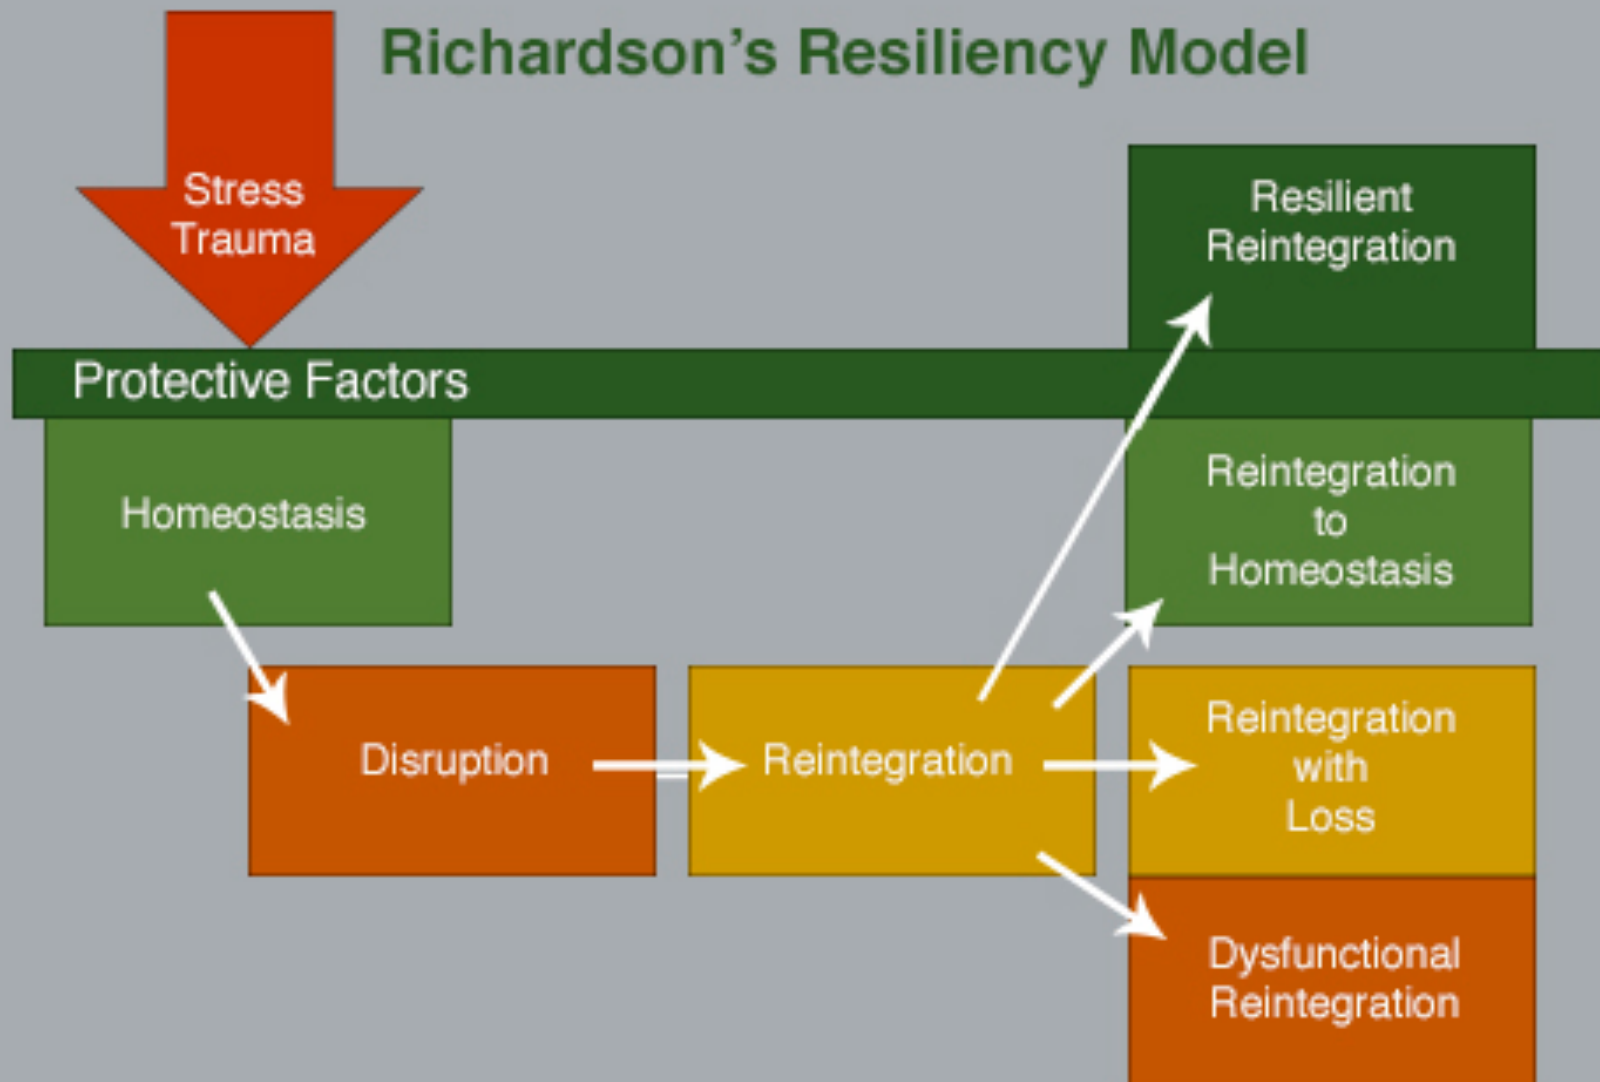 Richardson’s Resiliency Model
Stress
Trauma
Resilient
Reintegration
Protective Factors
Homeostasis
Reintegration
to
Homeostasis
Disruption
Reintegration
Reintegration
with
Loss
Dysfunctional
Reintegration